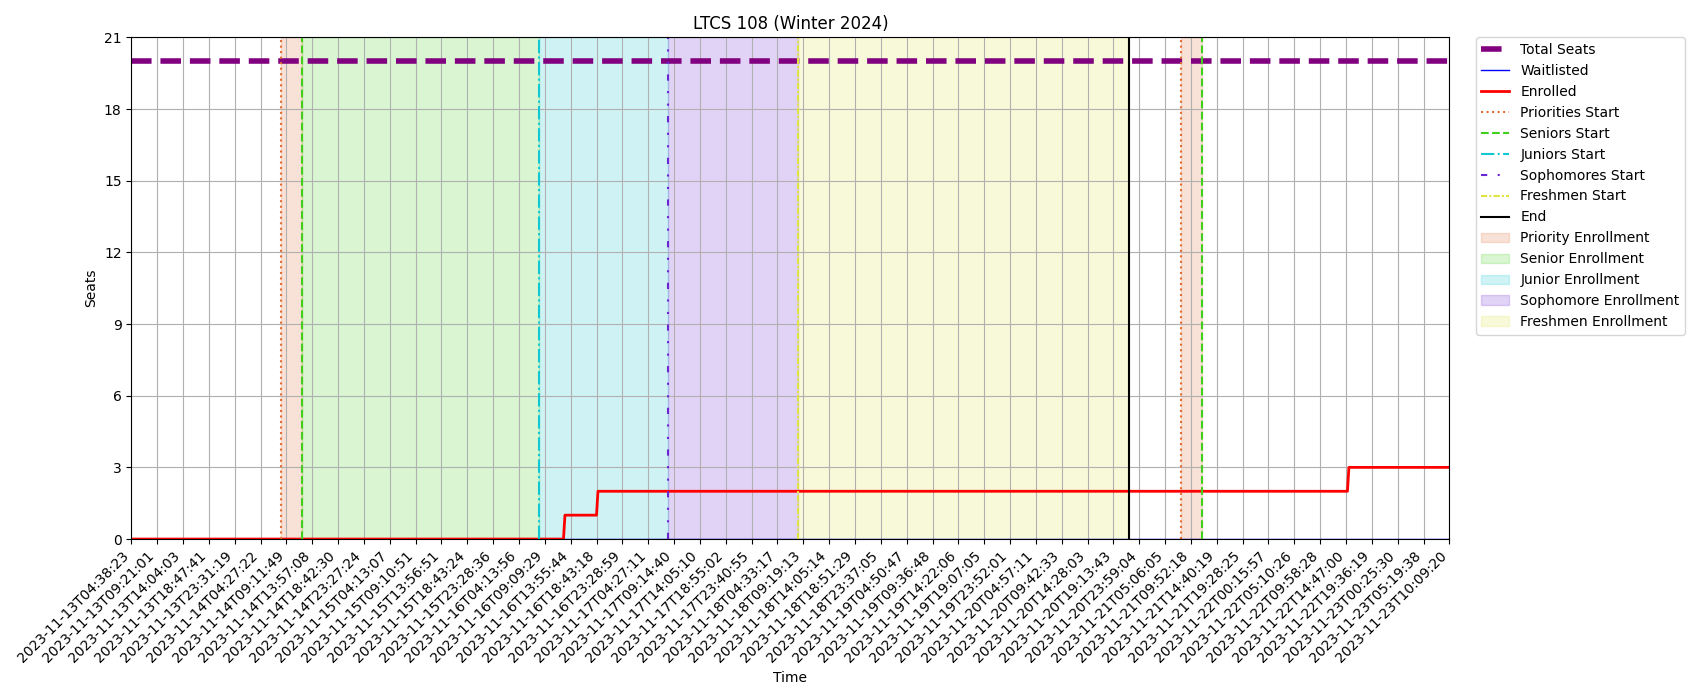 LTCS 108 (Winter 2024)
21
18
15
12
9
6
3
0
Seats
2023-11-13T04:38:23
2023-11-13T09:21:01
2023-11-13T14:04:03
2023-11-13T18:47:41
2023-11-13T23:31:19
2023-11-14T04:27:22
2023-11-14T09:11:49
2023-11-14T13:57:08
2023-11-14T18:42:30
2023-11-14T23:27:24
2023-11-15T04:13:07
2023-11-15T09:10:51
2023-11-15T13:56:51
2023-11-15T18:43:24
2023-11-15T23:28:36
2023-11-16T04:13:56
2023-11-16T09:09:29
2023-11-16T13:55:44
2023-11-16T18:43:18
2023-11-16T23:28:59
2023-11-17T04:27:11
2023-11-17T09:14:40
2023-11-17T14:05:10
2023-11-17T18:55:02
2023-11-17T23:40:55
2023-11-18T04:33:17
2023-11-18T09:19:13
2023-11-18T14:05:14
2023-11-18T18:51:29
2023-11-18T23:37:05
2023-11-19T04:50:47
2023-11-19T09:36:48
2023-11-19T14:22:06
2023-11-19T19:07:05
2023-11-19T23:52:01
2023-11-20T04:57:11
2023-11-20T09:42:33
2023-11-20T14:28:03
2023-11-20T19:13:43
2023-11-20T23:59:04
2023-11-21T05:06:05
2023-11-21T09:52:18
2023-11-21T14:40:19
2023-11-21T19:28:25
2023-11-22T00:15:57
2023-11-22T05:10:26
2023-11-22T09:58:28
2023-11-22T14:47:00
2023-11-22T19:36:19
2023-11-23T00:25:30
2023-11-23T05:19:38
2023-11-23T10:09:20
Time
Total Seats
Waitlisted
Enrolled
Priorities Start
Seniors Start
Juniors Start
Sophomores Start
Freshmen Start
End
Priority Enrollment
Senior Enrollment
Junior Enrollment
Sophomore Enrollment
Freshmen Enrollment